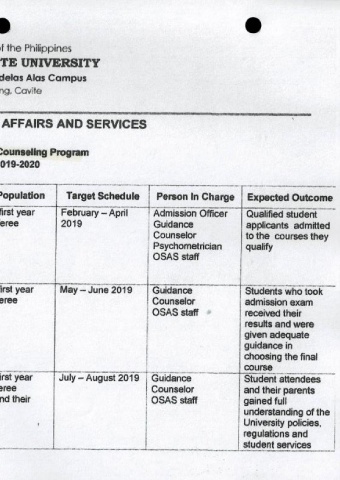 of the Philippines
TE UNIVERSITY
delas Alas Campus
ng, Cavite
AFFAIRS AND SERVICES
Counseling Program
2019-2020
Population Target Schedule Person In Charge Expected Outcome
first year February – April Admission Officer Qualified student
eree 2019 Guidance applicants admitted
Counselor to the courses they
Psychometrician qualify
OSAS staff
first year May – June 2019 Guidance Students who took
eree Counselor admission exam
OSAS staff received their
results and were
given adequate
guidance in
choosing the final
course
first year July – August 2019 Guidance Student attendees
eree Counselor and their parents
nd their OSAS staff gained full
understanding of the
University policies,
regulations and
student services